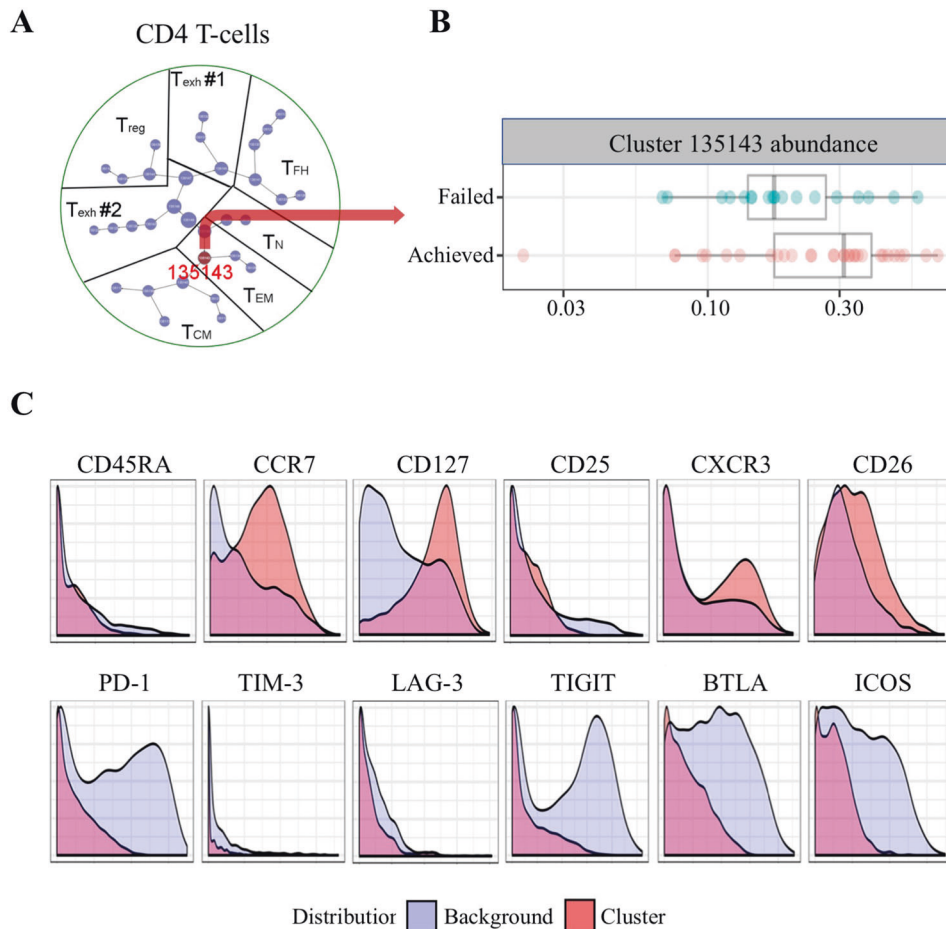 A
CD4 T-cells
Texh #1
Treg
TFH
Texh #2
TN
135143
TEM
TCM
B
Cluster 135143 abundance
Failed
Achieved
0.03 0.10 0.30
C
CD45RA CCR7 CD127 CD25 CXCR3 CD26
PD-1 TIM-3 LAG-3 TIGIT BTLA ICOS
Distribution Background Cluster